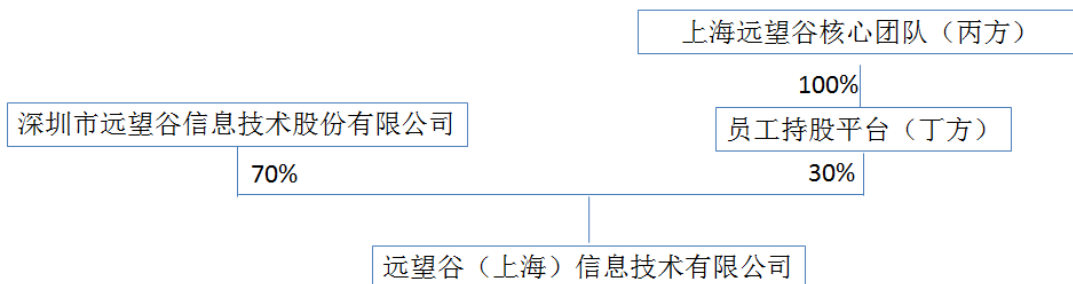 上海远望谷核心团队（丙方）
100%
深圳市远望谷信息技术股份有限公司
员工持股平台（丁方）
70%
30%
远望谷（上海）信息技术有限公司